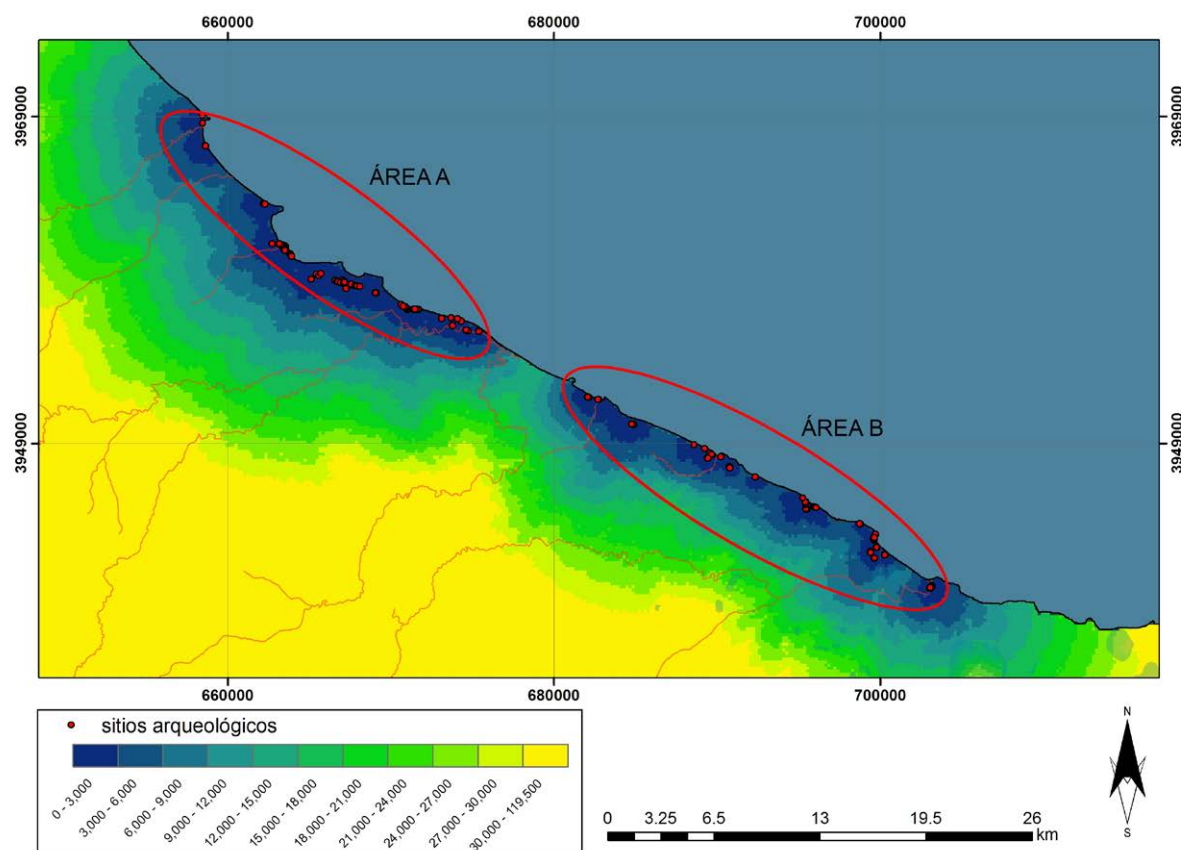 660000 680000 700000
3969000 3969000
ÁREA A
3949000 3949000
ÁREA B
660000 680000 700000
sitios arqueológicos
0 - 3,000
3,000 - 6,000
6,000 - 9,000
9,000 - 12,000
12,000 - 15,000
15,000 - 18,000
18,000 - 21,000
21,000 - 24,000
24,000 - 27,000
27,000 - 30,000
30,000 - 119,500
N
S
0 3.25 6.5 13 19.5 26
km